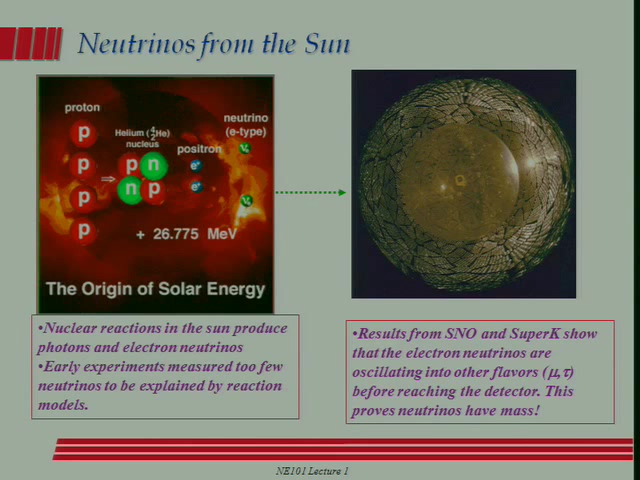 Neutrinos from the Sun
proton
neutrino
(e-type)
Helium (⁴₂He)
nucleus
positron
p
p
p
p
⇒
p n
n p
e⁺
e⁺
ν
ν
+ 26.775 MeV
The Origin of Solar Energy
•Nuclear reactions in the sun produce
photons and electron neutrinos
•Early experiments measured too few
neutrinos to be explained by reaction
models.
•Results from SNO and SuperK show
that the electron neutrinos are
oscillating into other flavors (μ,τ)
before reaching the detector. This
proves neutrinos have mass!
NE101 Lecture 1